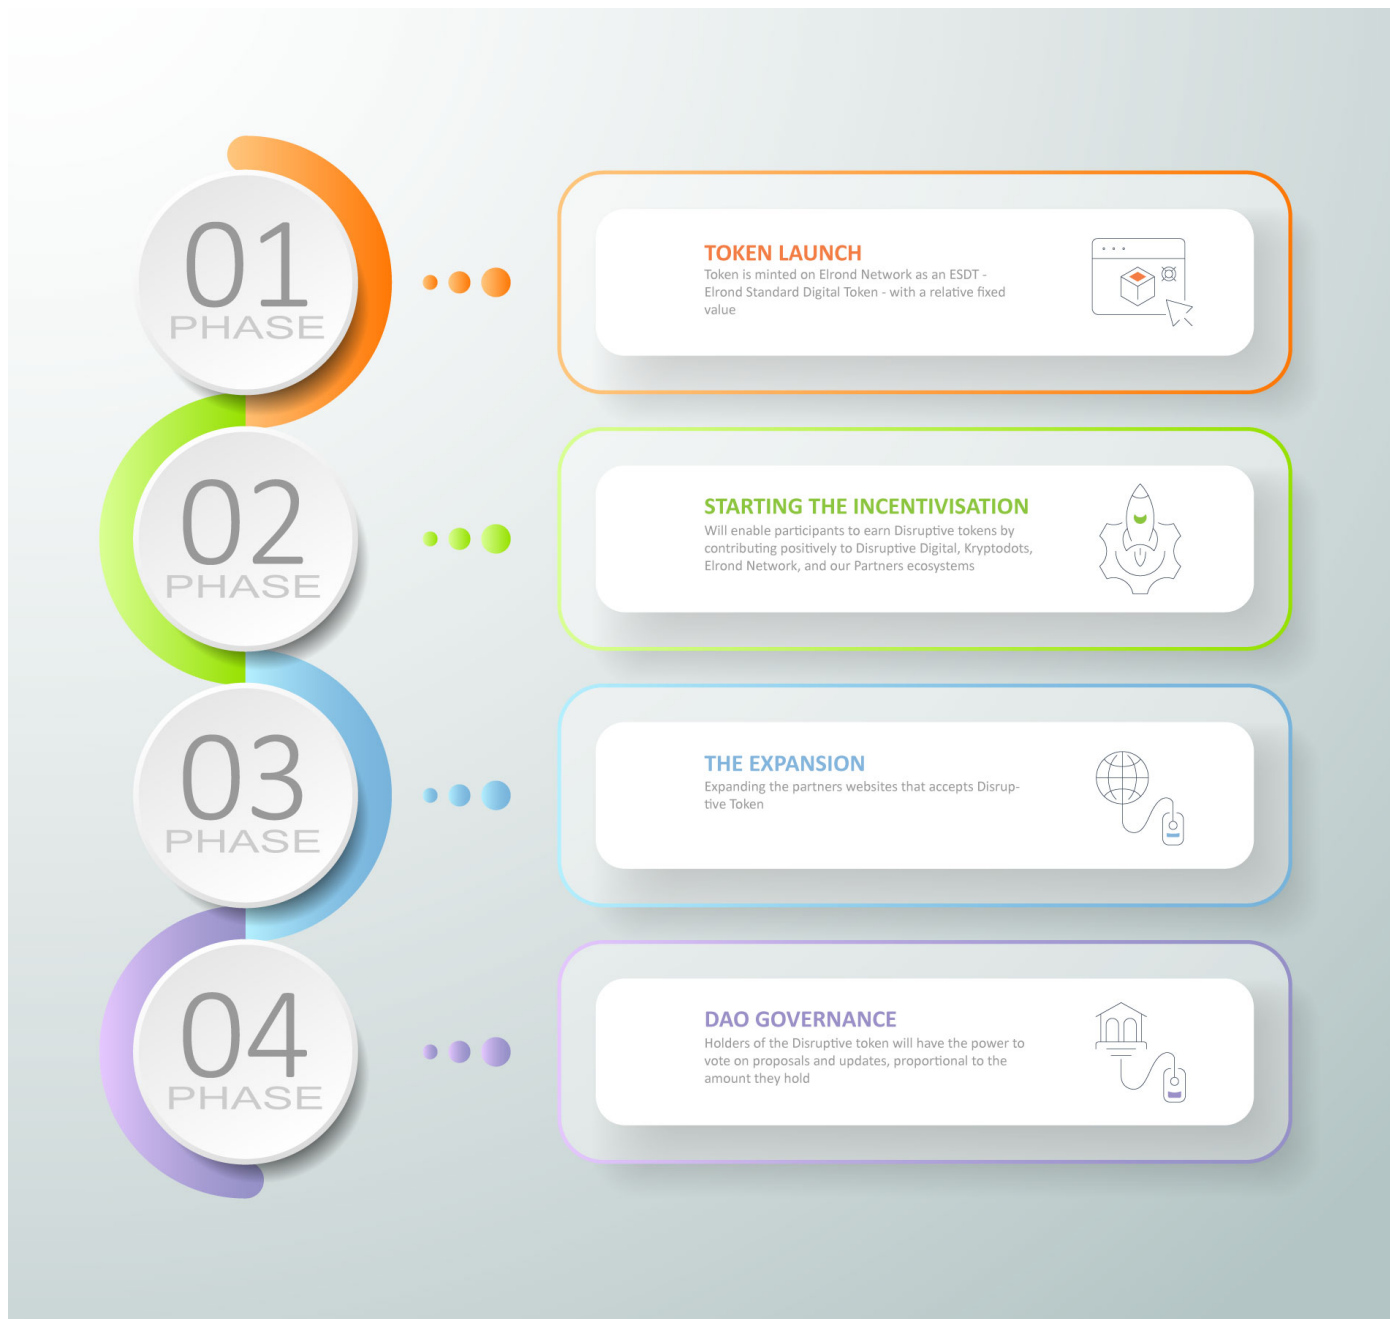 01
PHASE
TOKEN LAUNCH
Token is minted on Elrond Network as an ESDT -
Elrond Standard Digital Token - with a relative fixed
value
02
PHASE
STARTING THE INCENTIVISATION
Will enable participants to earn Disruptive tokens by
contributing positively to Disruptive Digital, Kryptodots,
Elrond Network, and our Partners ecosystems
03
PHASE
THE EXPANSION
Expanding the partners websites that accepts Disrup-
tive Token
04
PHASE
DAO GOVERNANCE
Holders of the Disruptive token will have the power to
vote on proposals and updates, proportional to the
amount they hold